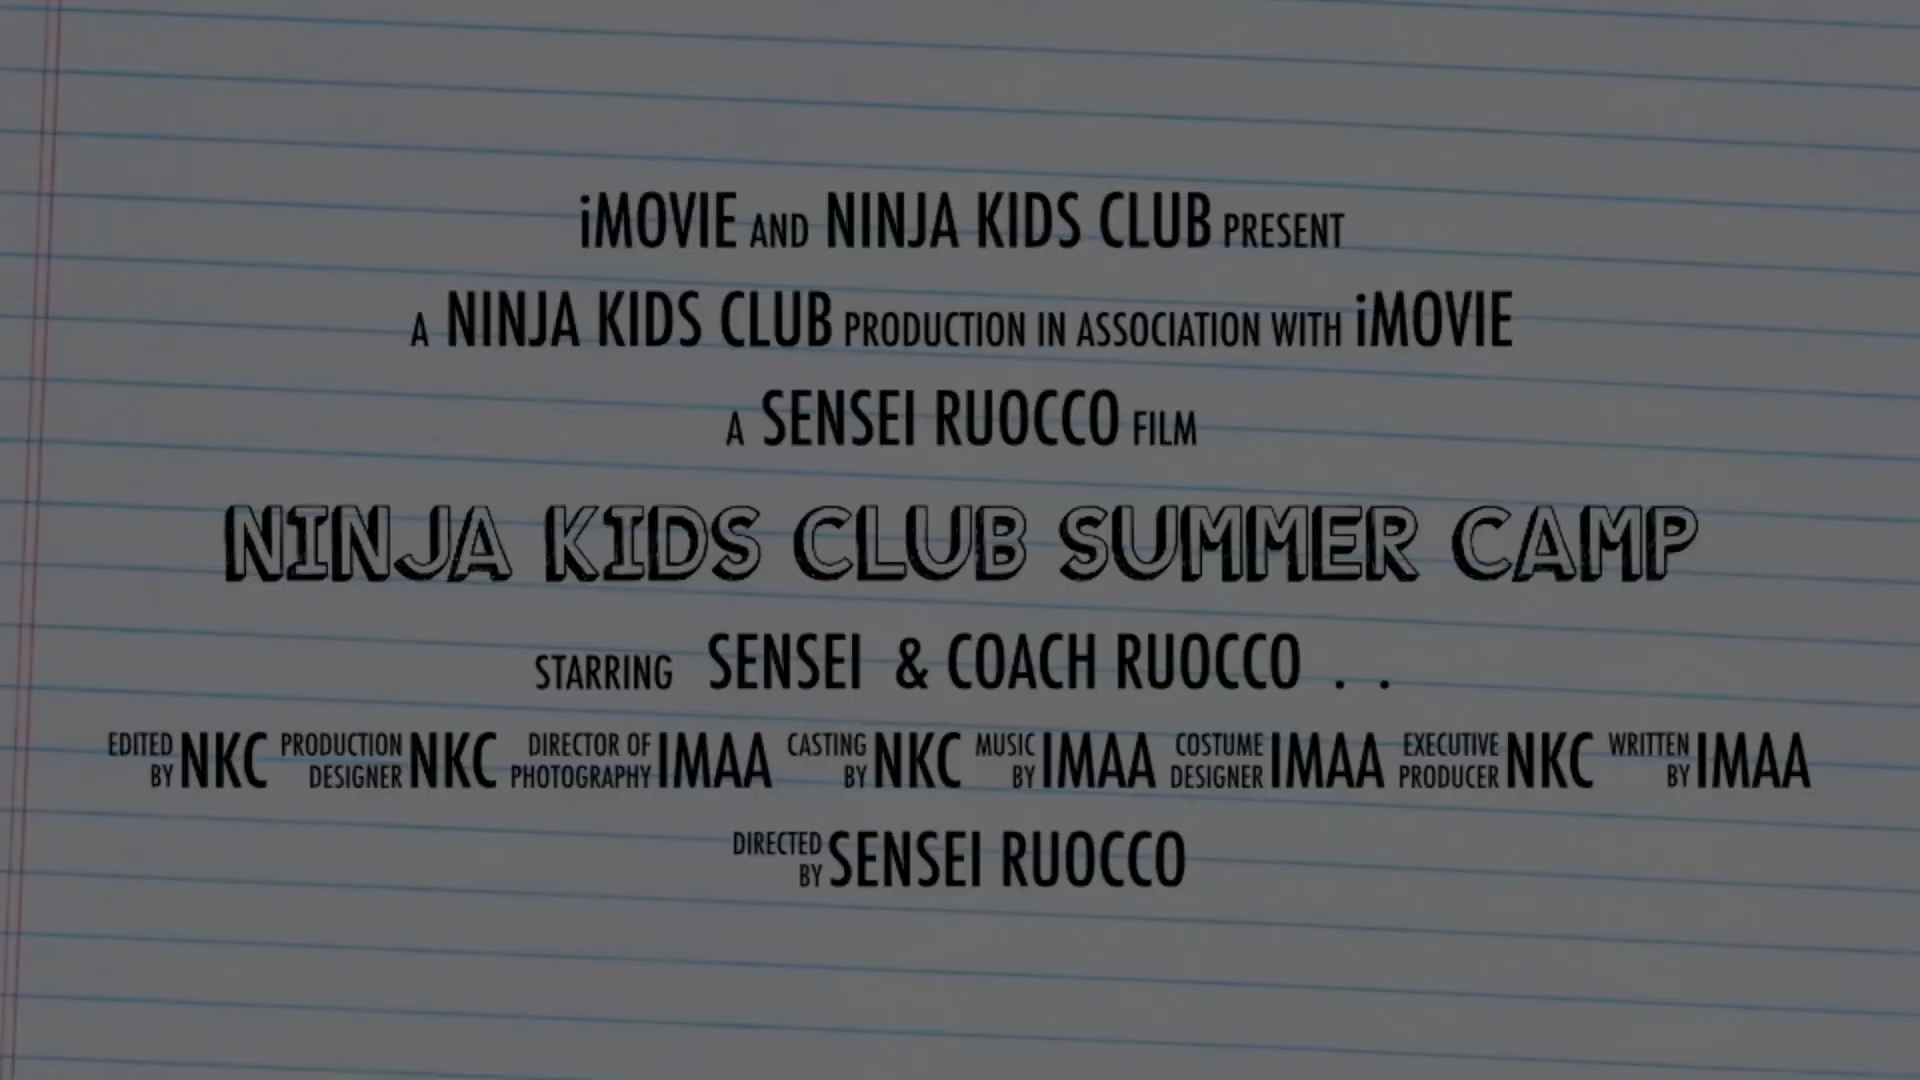 iMOVIE AND NINJA KIDS CLUB PRESENT
A NINJA KIDS CLUB PRODUCTION IN ASSOCIATION WITH iMOVIE
A SENSEI RUOCCO FILM
NINJA KIDS CLUB SUMMER CAMP
STARRING SENSEI & COACH RUOCCO . .
EDITED BY NKC PRODUCTION DESIGNER NKC DIRECTOR OF PHOTOGRAPHY IMAA CASTING BY NKC MUSIC BY IMAA COSTUME DESIGNER IMAA EXECUTIVE PRODUCER NKC WRITTEN BY IMAA
DIRECTED BY SENSEI RUOCCO